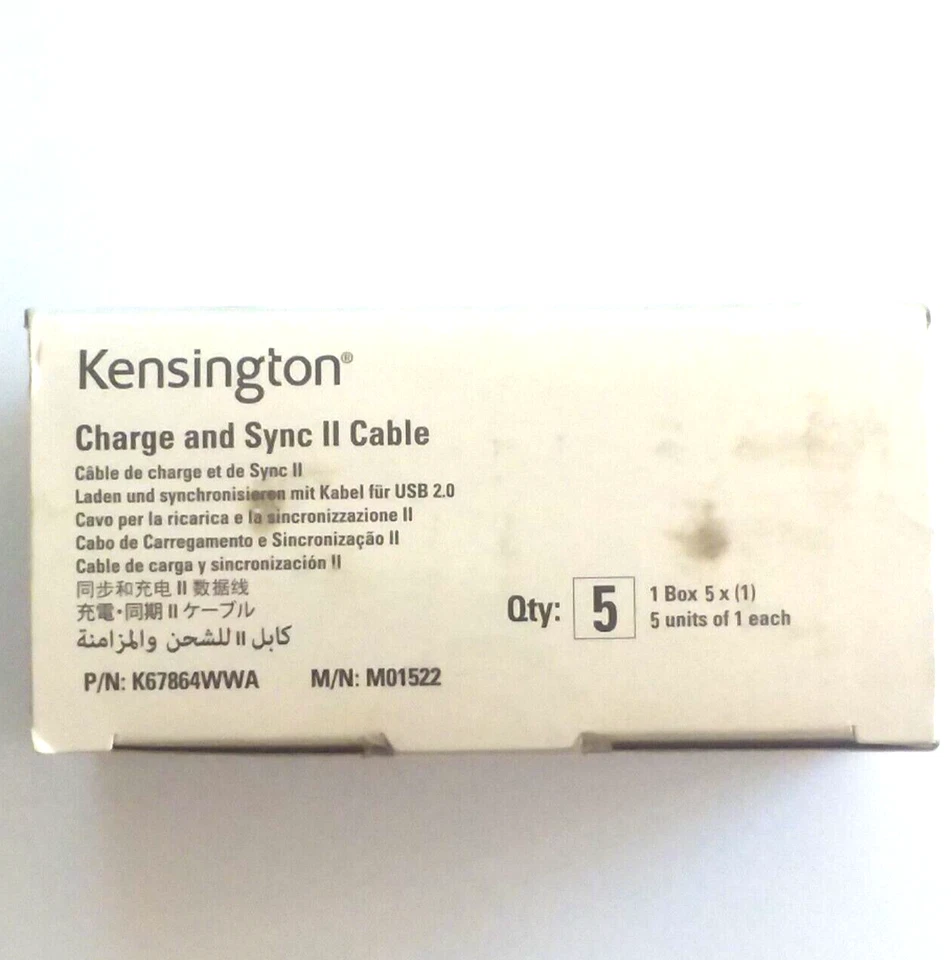 Kensington®
Charge and Sync II Cable
Câble de charge et de Sync II
Laden und synchronisieren mit Kabel für USB 2.0
Cavo per la ricarica e la sincronizzazione II
Cabo de Carregamento e Sincronização II
Cable de carga y sincronización II
同步和充电 II 数据线
充電・同期 II ケーブル
كابل II للشحن والمزامنة
P/N: K67864WWA M/N: M01522
Qty: 5
1 Box 5 x (1)
5 units of 1 each